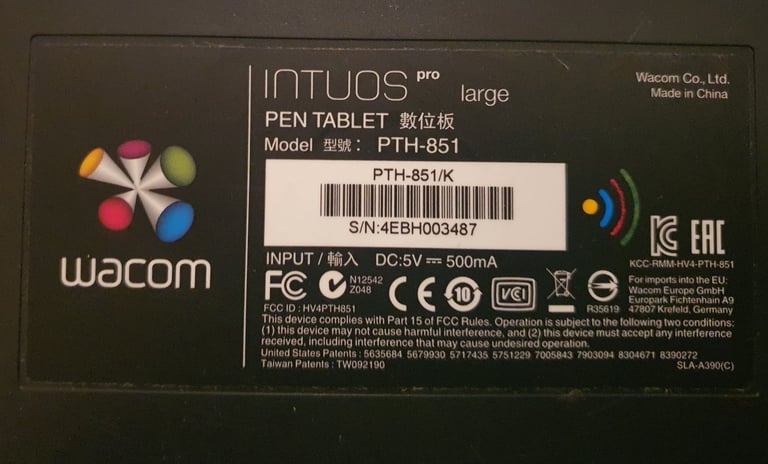 wacom
INTUOS pro large
PEN TABLET 數位板
Model 型號： PTH-851
PTH-851/K
S/N:4EBH003487
INPUT / 輸入 DC:5V ⎓ 500mA
FC N12542
Z048
CE 10 VCI R35619
FCC ID : HV4PTH851
This device complies with Part 15 of FCC Rules. Operation is subject to the following two conditions:
(1) this device may not cause harmful interference, and (2) this device must accept any interference
received, including interference that may cause undesired operation.
United States Patents : 5635684 5679930 5717435 5751229 7005843 7903094 8304671 8390272
Taiwan Patents : TW092190
Wacom Co., Ltd.
Made in China
KC EAC
KCC-RMM-HV4-PTH-851
For imports into the EU:
Wacom Europe GmbH
Europark Fichtenhain A9
47807 Krefeld, Germany
SLA-A390(C)